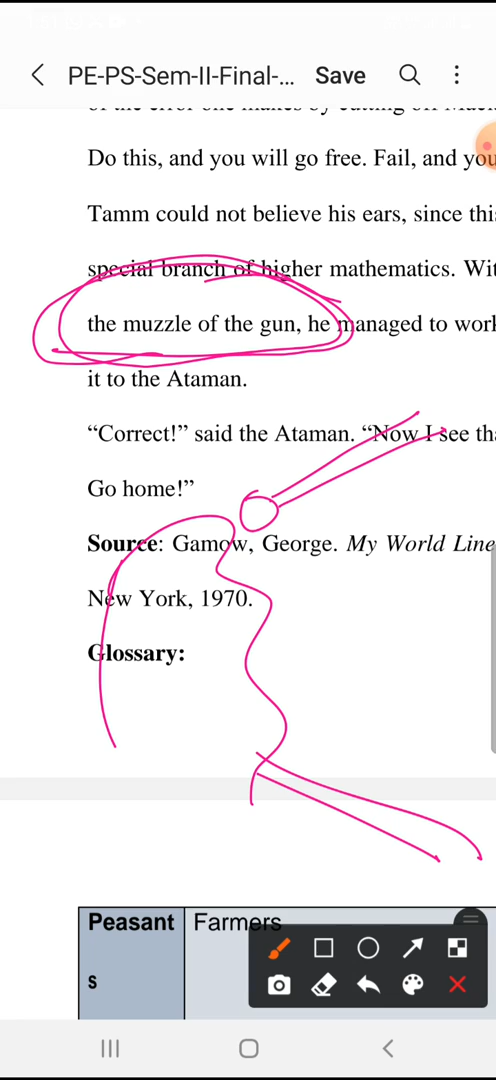 PE-PS-Sem-II-Final-... Save
Do this, and you will go free. Fail, and you
Tamm could not believe his ears, since this
special branch of higher mathematics. Wit
the muzzle of the gun, he managed to work
it to the Ataman.
“Correct!” said the Ataman. “Now I see tha
Go home!”
Source: Gamow, George. My World Line
New York, 1970.
Glossary:
Peasant Farmers
s